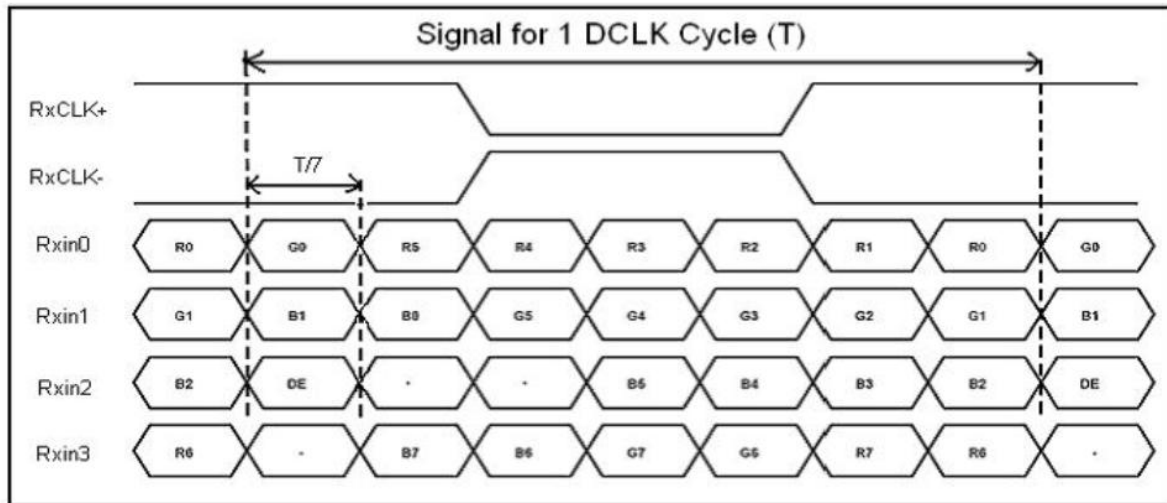 Signal for 1 DCLK Cycle (T)
RxCLK+
T/7
RxCLK-
Rxin0 R0 G0 R5 R4 R3 R2 R1 R0 G0
Rxin1 G1 B1 B0 G5 G4 G3 G2 G1 B1
Rxin2 B2 DE - - B5 B4 B3 B2 DE
Rxin3 R6 - B7 B6 G7 G6 R7 R6 -